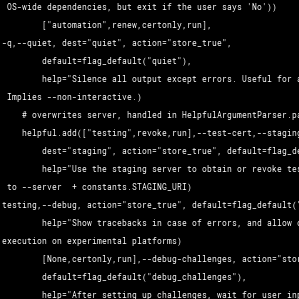 OS-wide dependencies, but exit if the user says 'No'))
["automation",renew,certonly,run],
-q,--quiet, dest="quiet", action="store_true",
default=flag_default("quiet"),
help="Silence all output except errors. Useful for
Implies --non-interactive.)
# overwrites server, handled in HelpfulArgumentParser.pa
helpful.add(["testing",revoke,run],--test-cert,--staging
dest="staging", action="store_true", default=flag_de
help="Use the staging server to obtain or revoke tes
to --server  + constants.STAGING_URI)
testing,--debug, action="store_true", default=flag_default("
help="Show tracebacks in case of errors, and allow
execution on experimental platforms)
[None,certonly,run],--debug-challenges, action="stor
default=flag_default("debug_challenges"),
help="After setting up challenges, wait for user inp